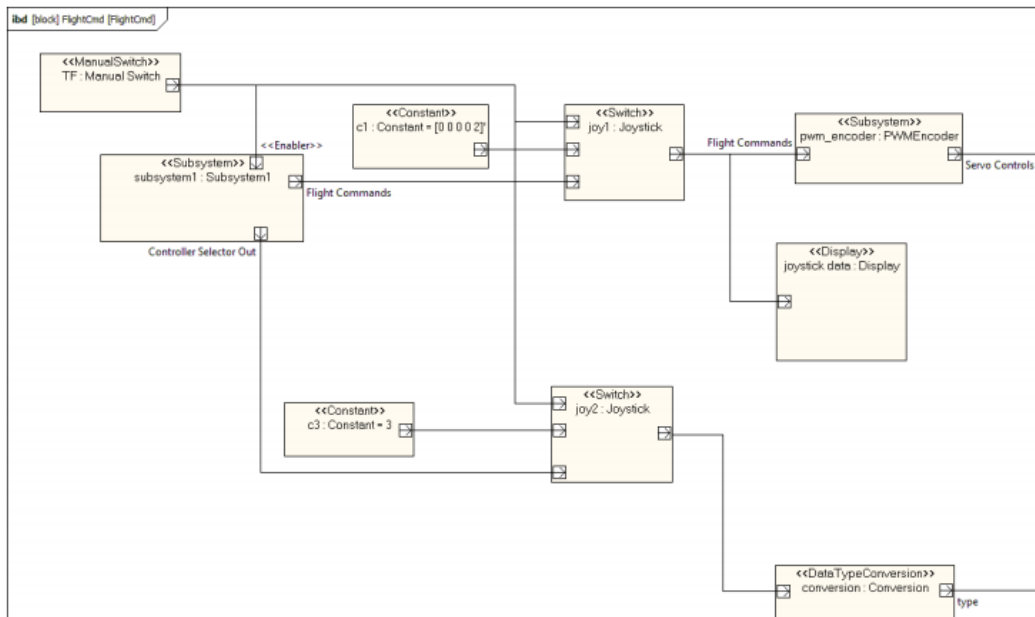 ibd [block] FlightCmd [FlightCmd]
<<ManualSwitch>>
TF : Manual Switch
<<Constant>>
c1 : Constant = [0 0 0 0 2]'
<<Switch>>
joy1 : Joystick
<<Subsystem>>
pwm_encoder : PWMEncoder
Flight Commands
Servo Controls
<<Enabler>>
<<Subsystem>>
subsystem1 : Subsystem1
Flight Commands
Controller Selector Out
<<Display>>
joystick data : Display
<<Switch>>
joy2 : Joystick
<<Constant>>
c3 : Constant = 3
<<DataTypeConversion>>
conversion : Conversion
type